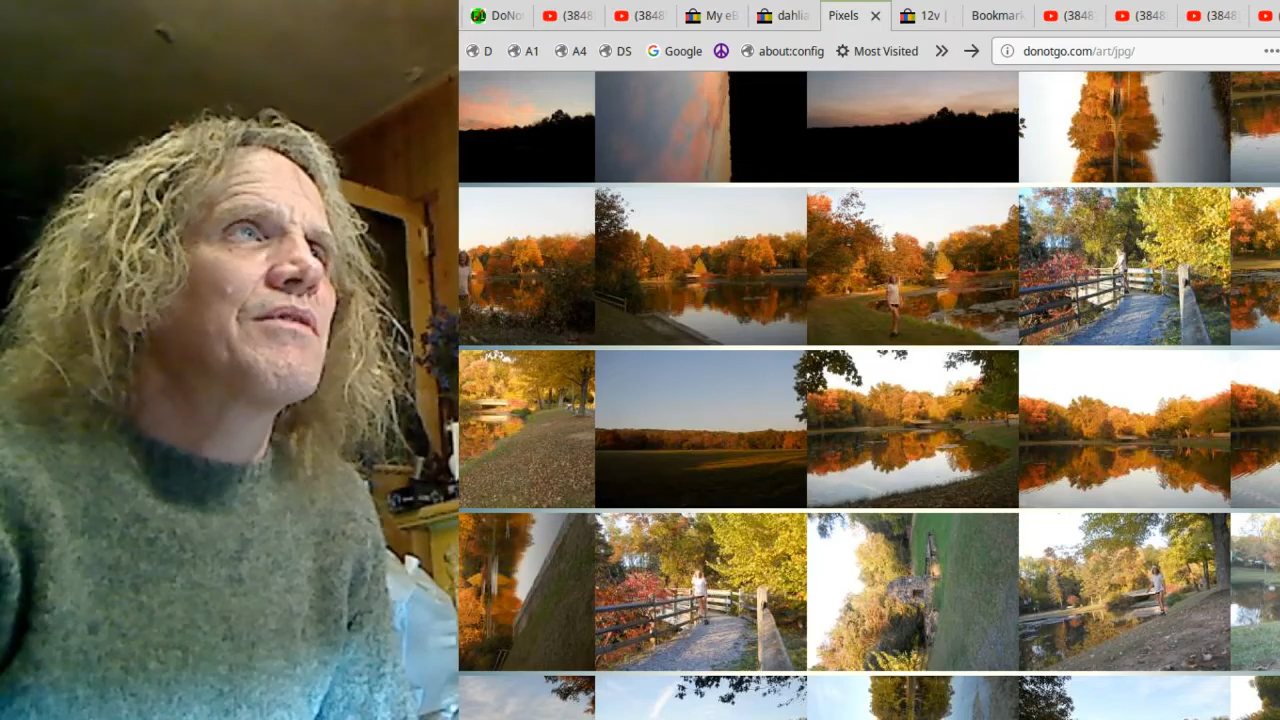 DoNo (3848 (3848 My eB dahlia Pixels 12v | Bookmark (3848 (3848 (3848 (3848
D A1 A4 DS Google about:config Most Visited donotgo.com/art/jpg/